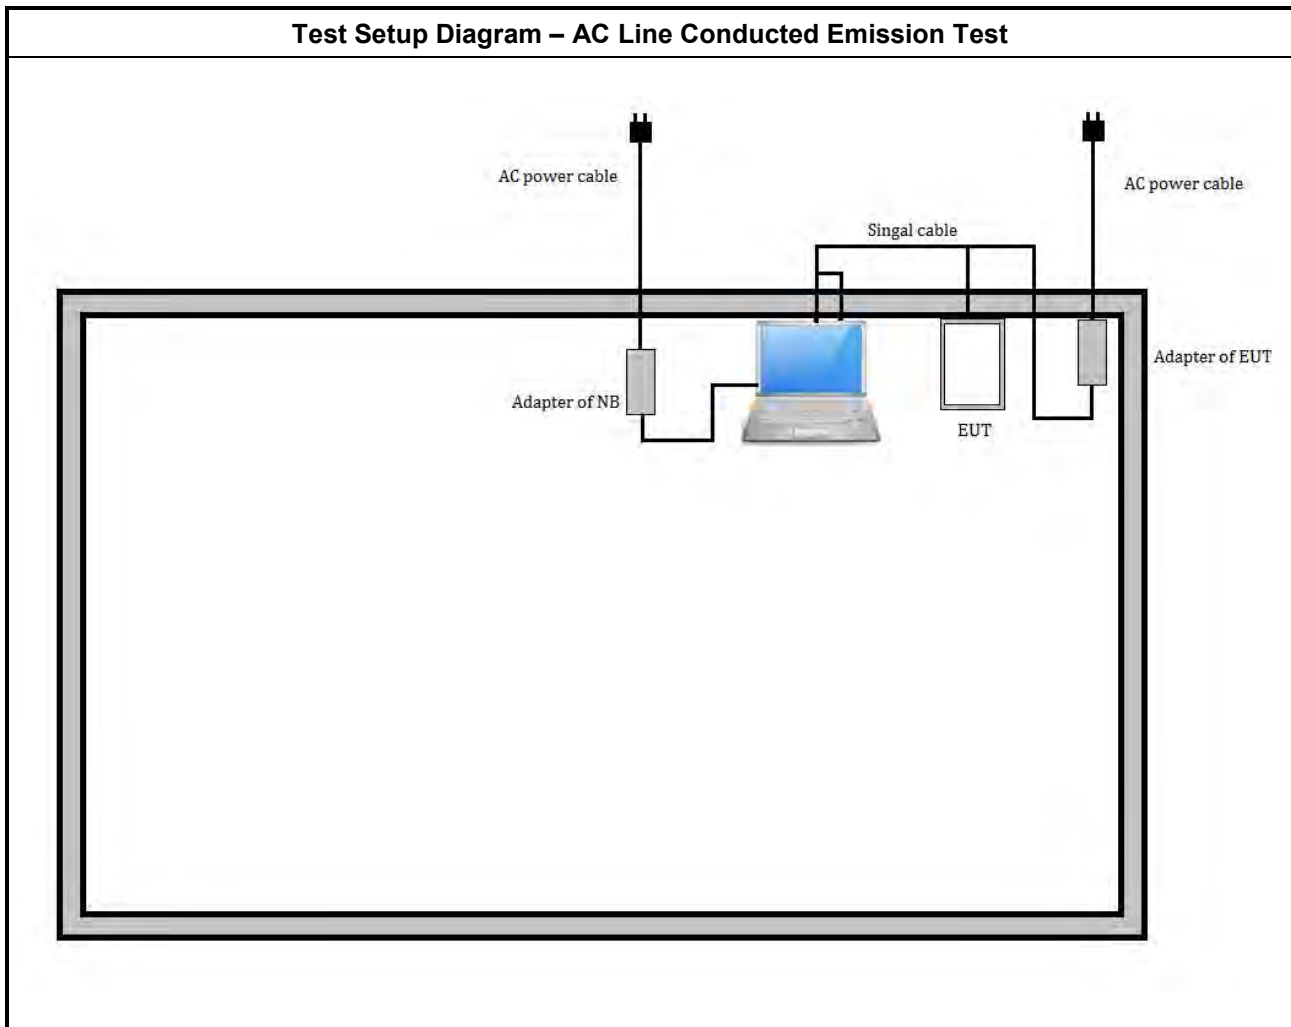 Test Setup Diagram – AC Line Conducted Emission Test
AC power cable
AC power cable
Singal cable
Adapter of NB
EUT
Adapter of EUT